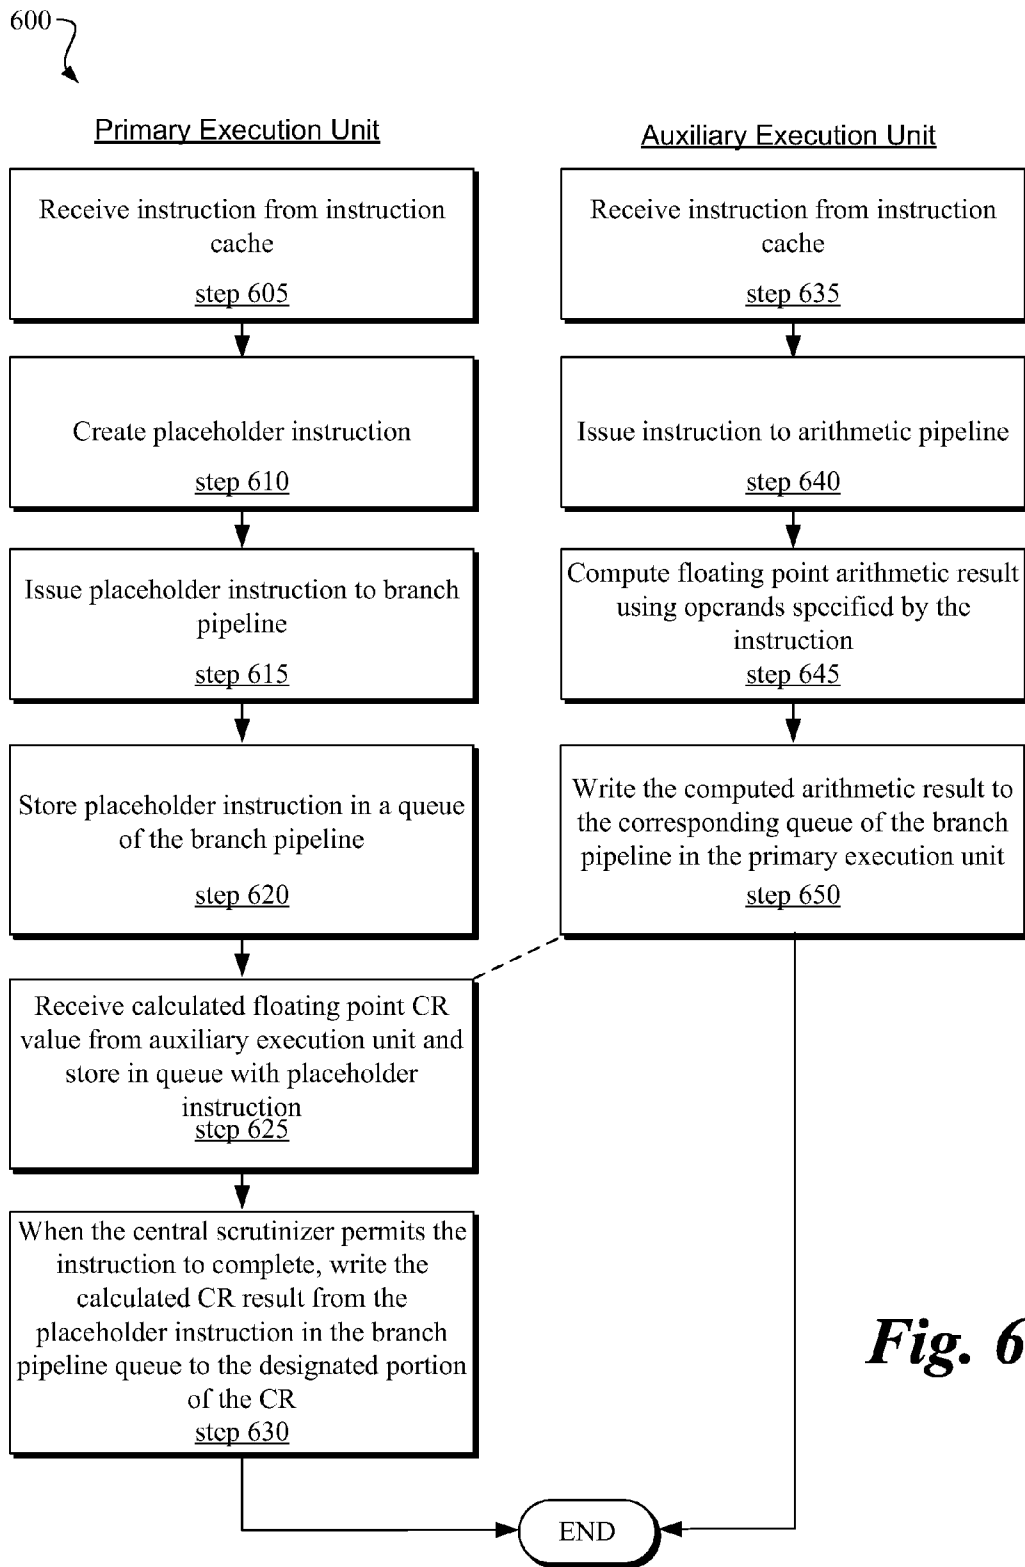 600
Primary Execution Unit
Receive instruction from instruction
cache
step 605
Create placeholder instruction
step 610
Issue placeholder instruction to branch
pipeline
step 615
Store placeholder instruction in a queue
of the branch pipeline
step 620
Receive calculated floating point CR
value from auxiliary execution unit and
store in queue with placeholder
instruction
step 625
When the central scrutinizer permits the
instruction to complete, write the
calculated CR result from the
placeholder instruction in the branch
pipeline queue to the designated portion
of the CR
step 630
Auxiliary Execution Unit
Receive instruction from instruction
cache
step 635
Issue instruction to arithmetic pipeline
step 640
Compute floating point arithmetic result
using operands specified by the
instruction
step 645
Write the computed arithmetic result to
the corresponding queue of the branch
pipeline in the primary execution unit
step 650
END
Fig. 6